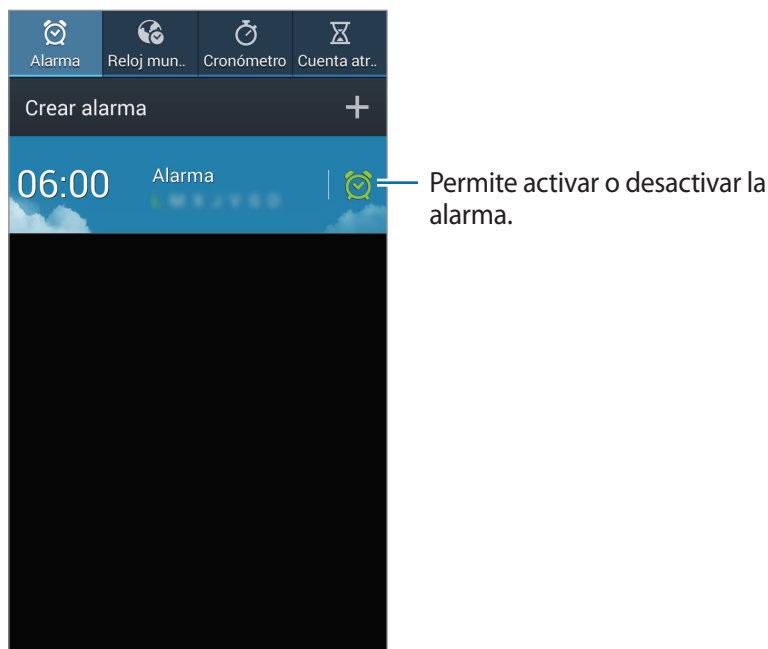 Alarma Reloj mun.. Cronómetro Cuenta atr..
Crear alarma
06:00 Alarma
Permite activar o desactivar la
alarma.